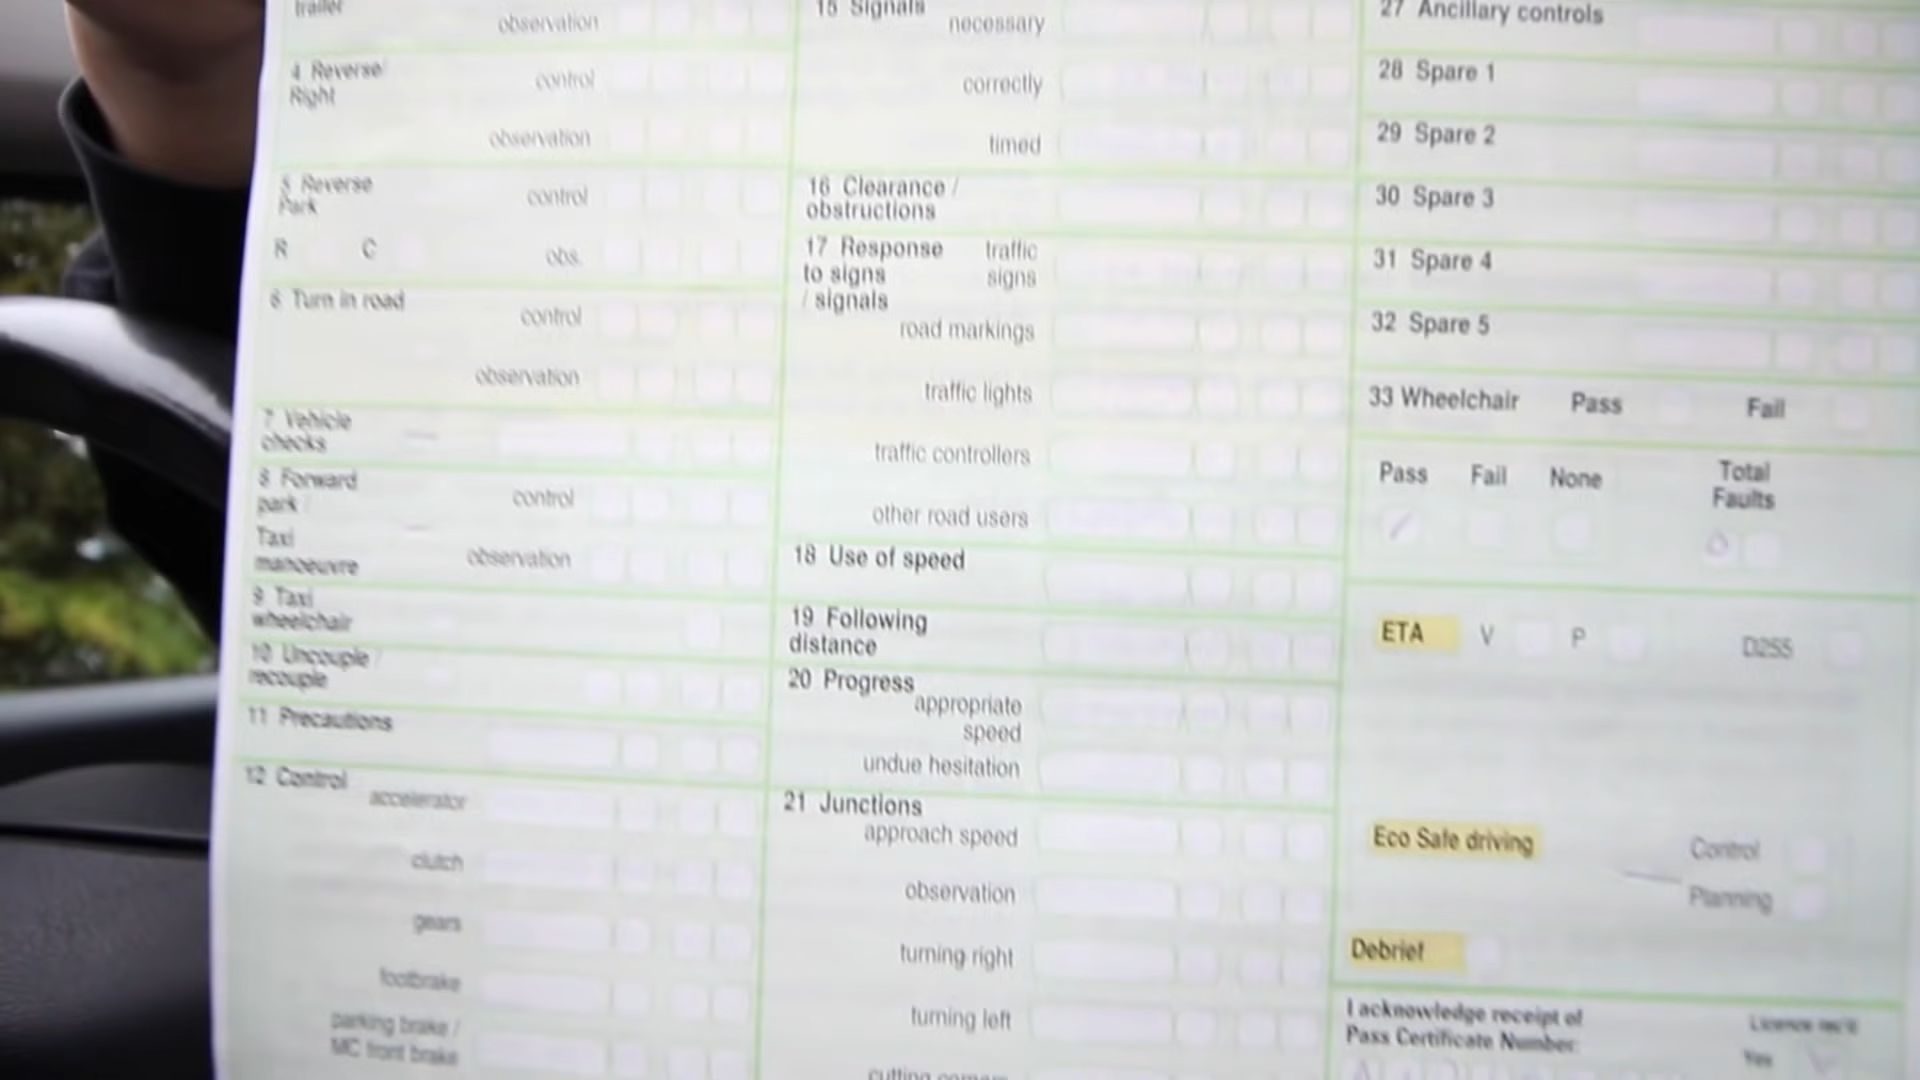 trailer
observation
4 Reverse/
Right
control
observation
5 Reverse
Park
control
R C
obs.
6 Turn in road
control
observation
7 Vehicle
checks
8 Forward
park /
control
Taxi
manoeuvre
observation
9 Taxi
wheelchair
10 Uncouple /
recouple
11 Precautions
12 Control
accelerator
clutch
gears
footbrake
parking brake /
MC front brake
15 Signals
necessary
correctly
timed
16 Clearance /
obstructions
17 Response traffic
to signs signs
/ signals
road markings
traffic lights
traffic controllers
other road users
18 Use of speed
19 Following
distance
20 Progress
appropriate
speed
undue hesitation
21 Junctions
approach speed
observation
turning right
turning left
cutting corners
27 Ancillary controls
28 Spare 1
29 Spare 2
30 Spare 3
31 Spare 4
32 Spare 5
33 Wheelchair Pass Fail
Pass Fail None Total
Faults
/ 0
ETA V P D255
Eco Safe driving Control
Planning
Debrief
I acknowledge receipt of
Pass Certificate Number:
Licence rec'd
Yes